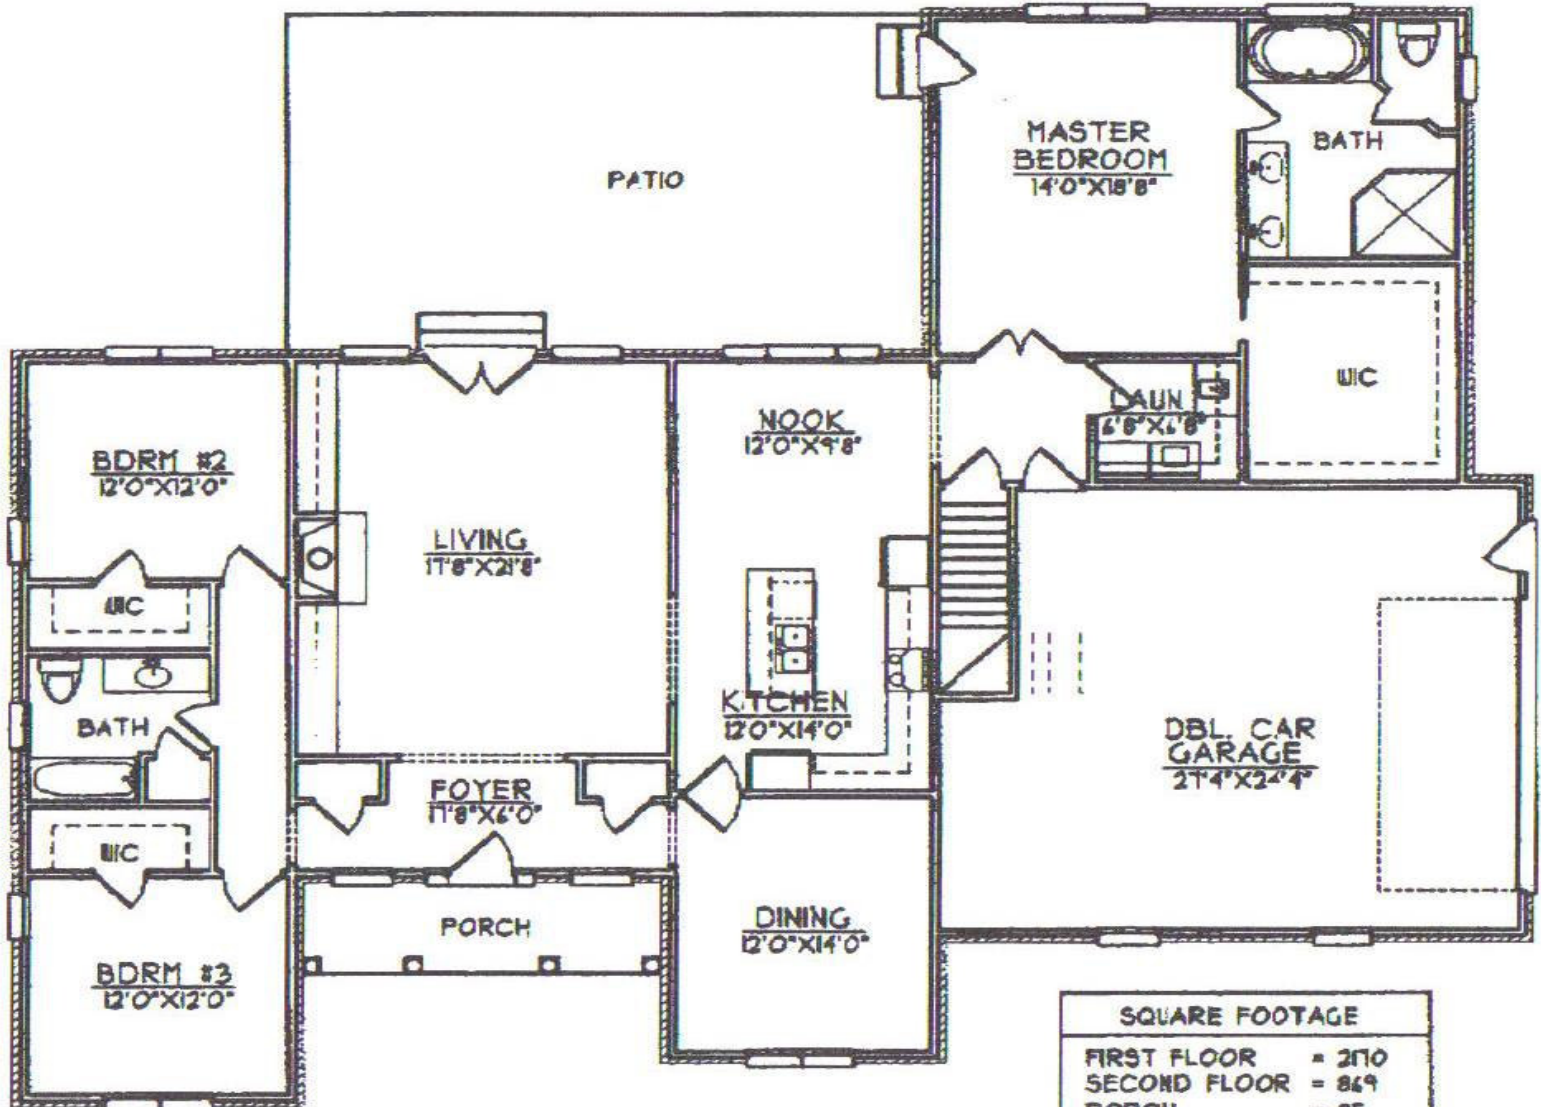 PATIO
MASTER
BEDROOM
14'0"X18'8"
BATH
WIC
LAUN.
6'8"X6'8"
NOOK
12'0"X9'8"
LIVING
17'8"X21'8"
BDRM #2
12'0"X12'0"
WIC
BATH
WIC
BDRM #3
12'0"X12'0"
KITCHEN
12'0"X14'0"
FOYER
17'8"X6'0"
PORCH
DINING
12'0"X14'0"
DBL. CAR
GARAGE
27'4"X24'4"
SQUARE FOOTAGE
FIRST FLOOR = 2170
SECOND FLOOR = 869